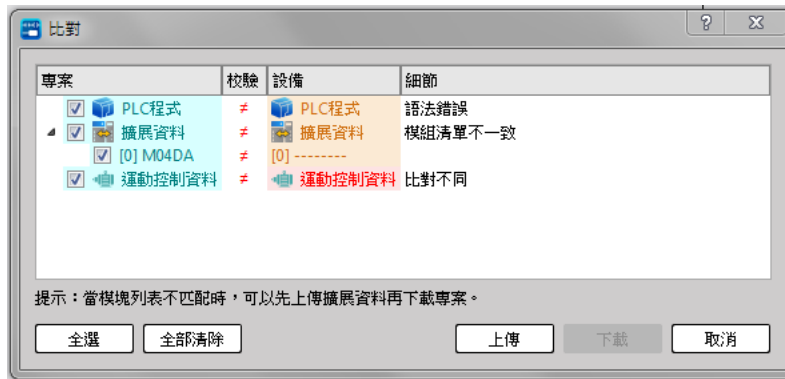 比對
專案 校驗 設備 細節
PLC程式 ≠ PLC程式 語法錯誤
擴展資料 ≠ 擴展資料 模組清單不一致
[0] M04DA ≠ [0] --------
運動控制資料 ≠ 運動控制資料 比對不同
提示：當模塊列表不匹配時，可以先上傳擴展資料再下載專案。
全選 全部清除 上傳 下載 取消